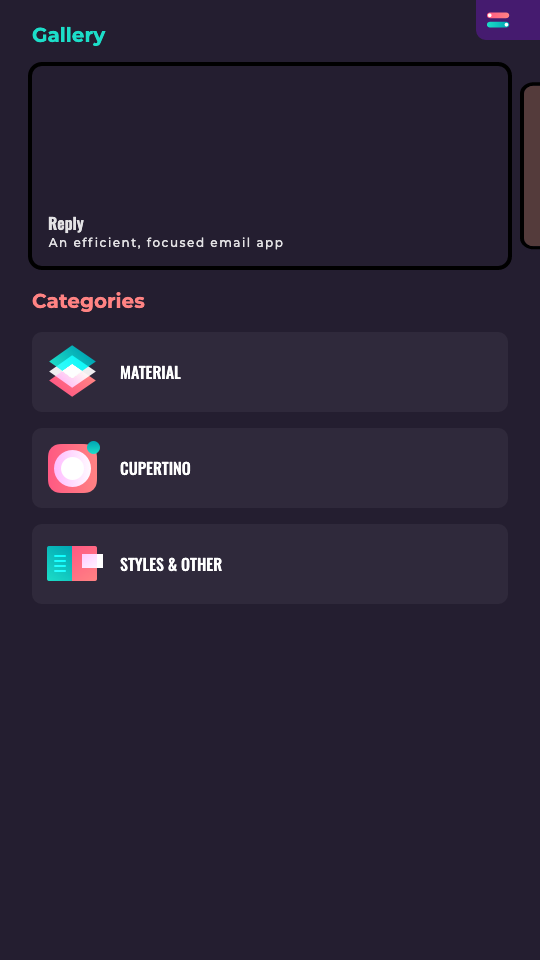 Gallery
Reply
An efficient, focused email app
Categories
MATERIAL
CUPERTINO
STYLES & OTHER